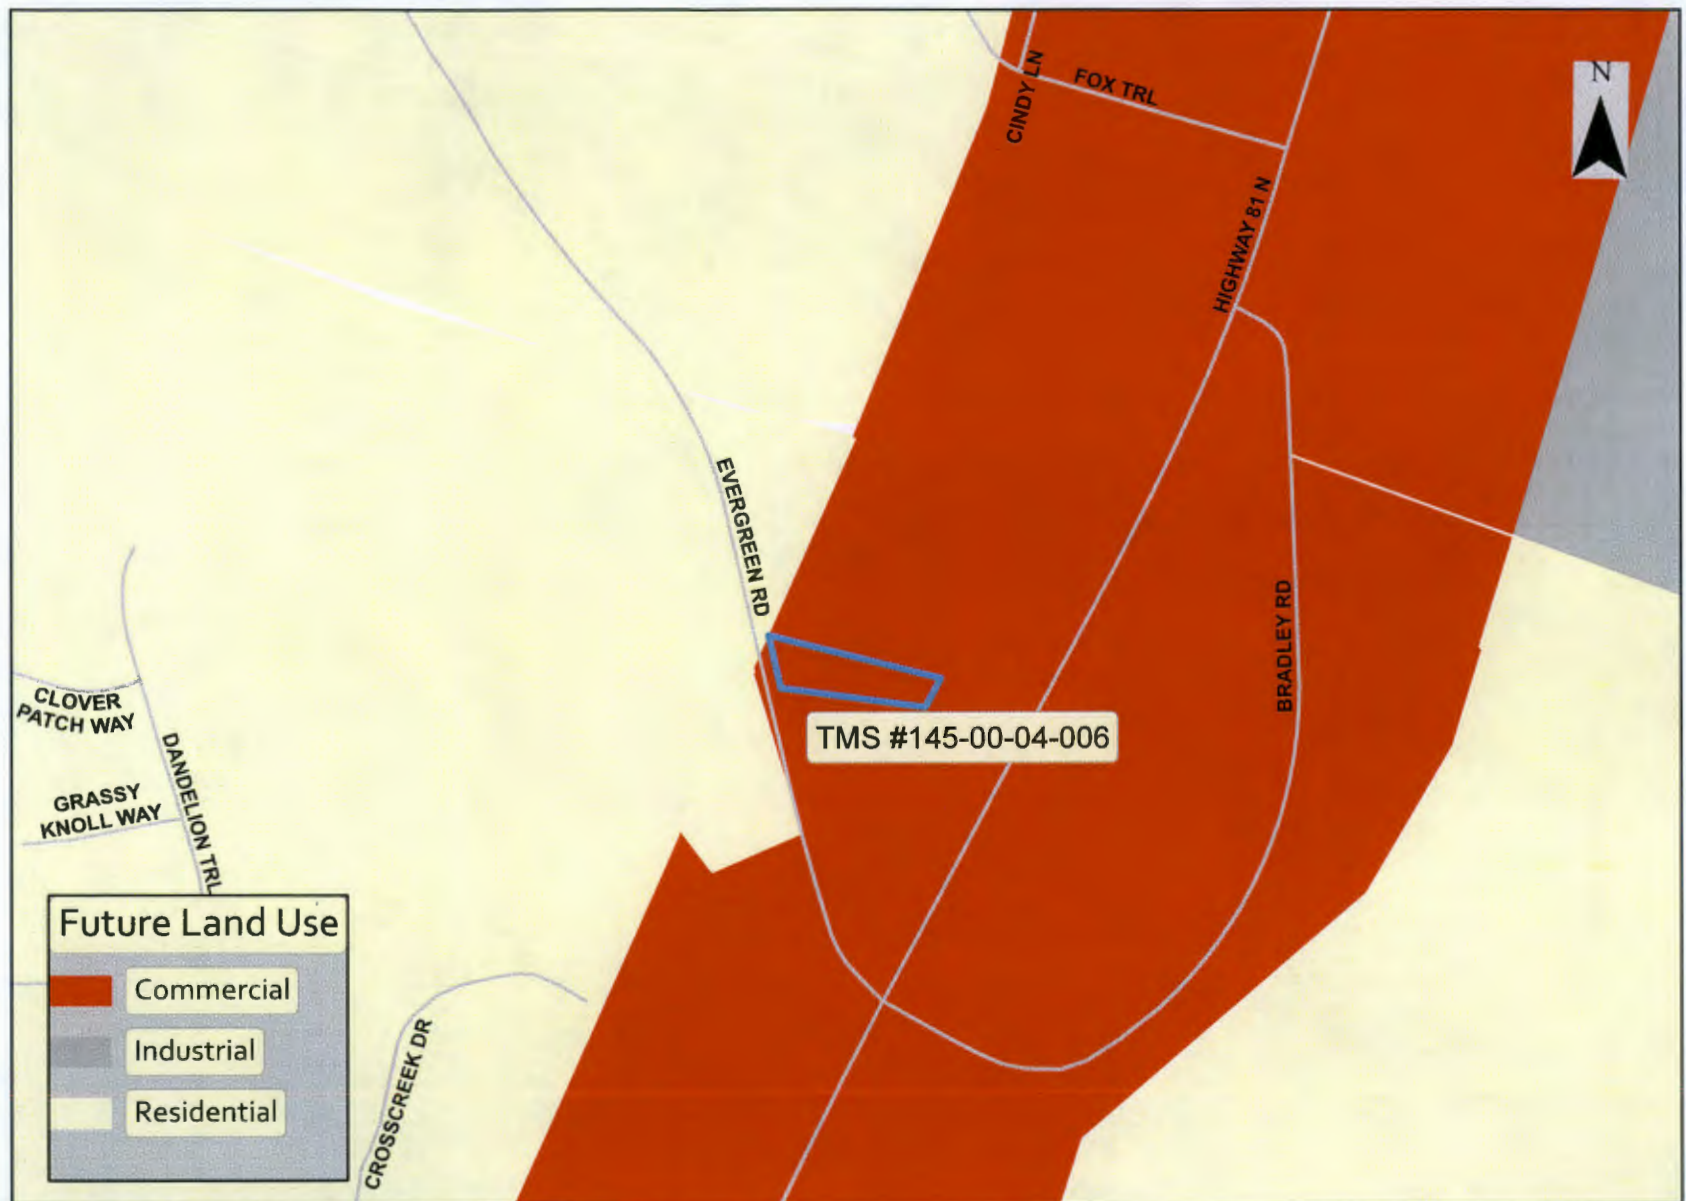 N
CINDY LN
FOX TRL
HIGHWAY 81 N
EVERGREEN RD
BRADLEY RD
TMS #145-00-04-006
CLOVER
PATCH WAY
DANDELION TRL
GRASSY
KNOLL WAY
CROSSCREEK DR
Future Land Use
Commercial
Industrial
Residential